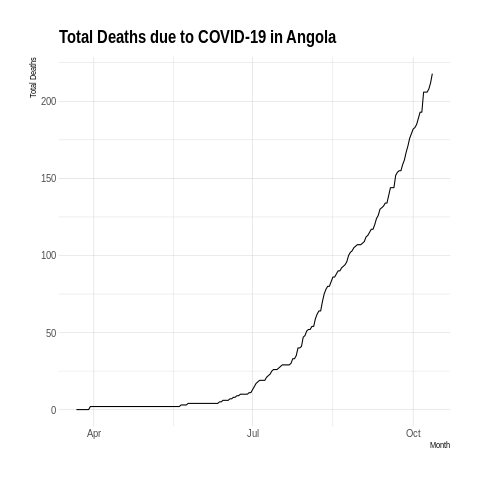 Total Deaths due to COVID-19 in Angola
Total Deaths
200
150
100
50
0
Apr
Jul
Oct
Month